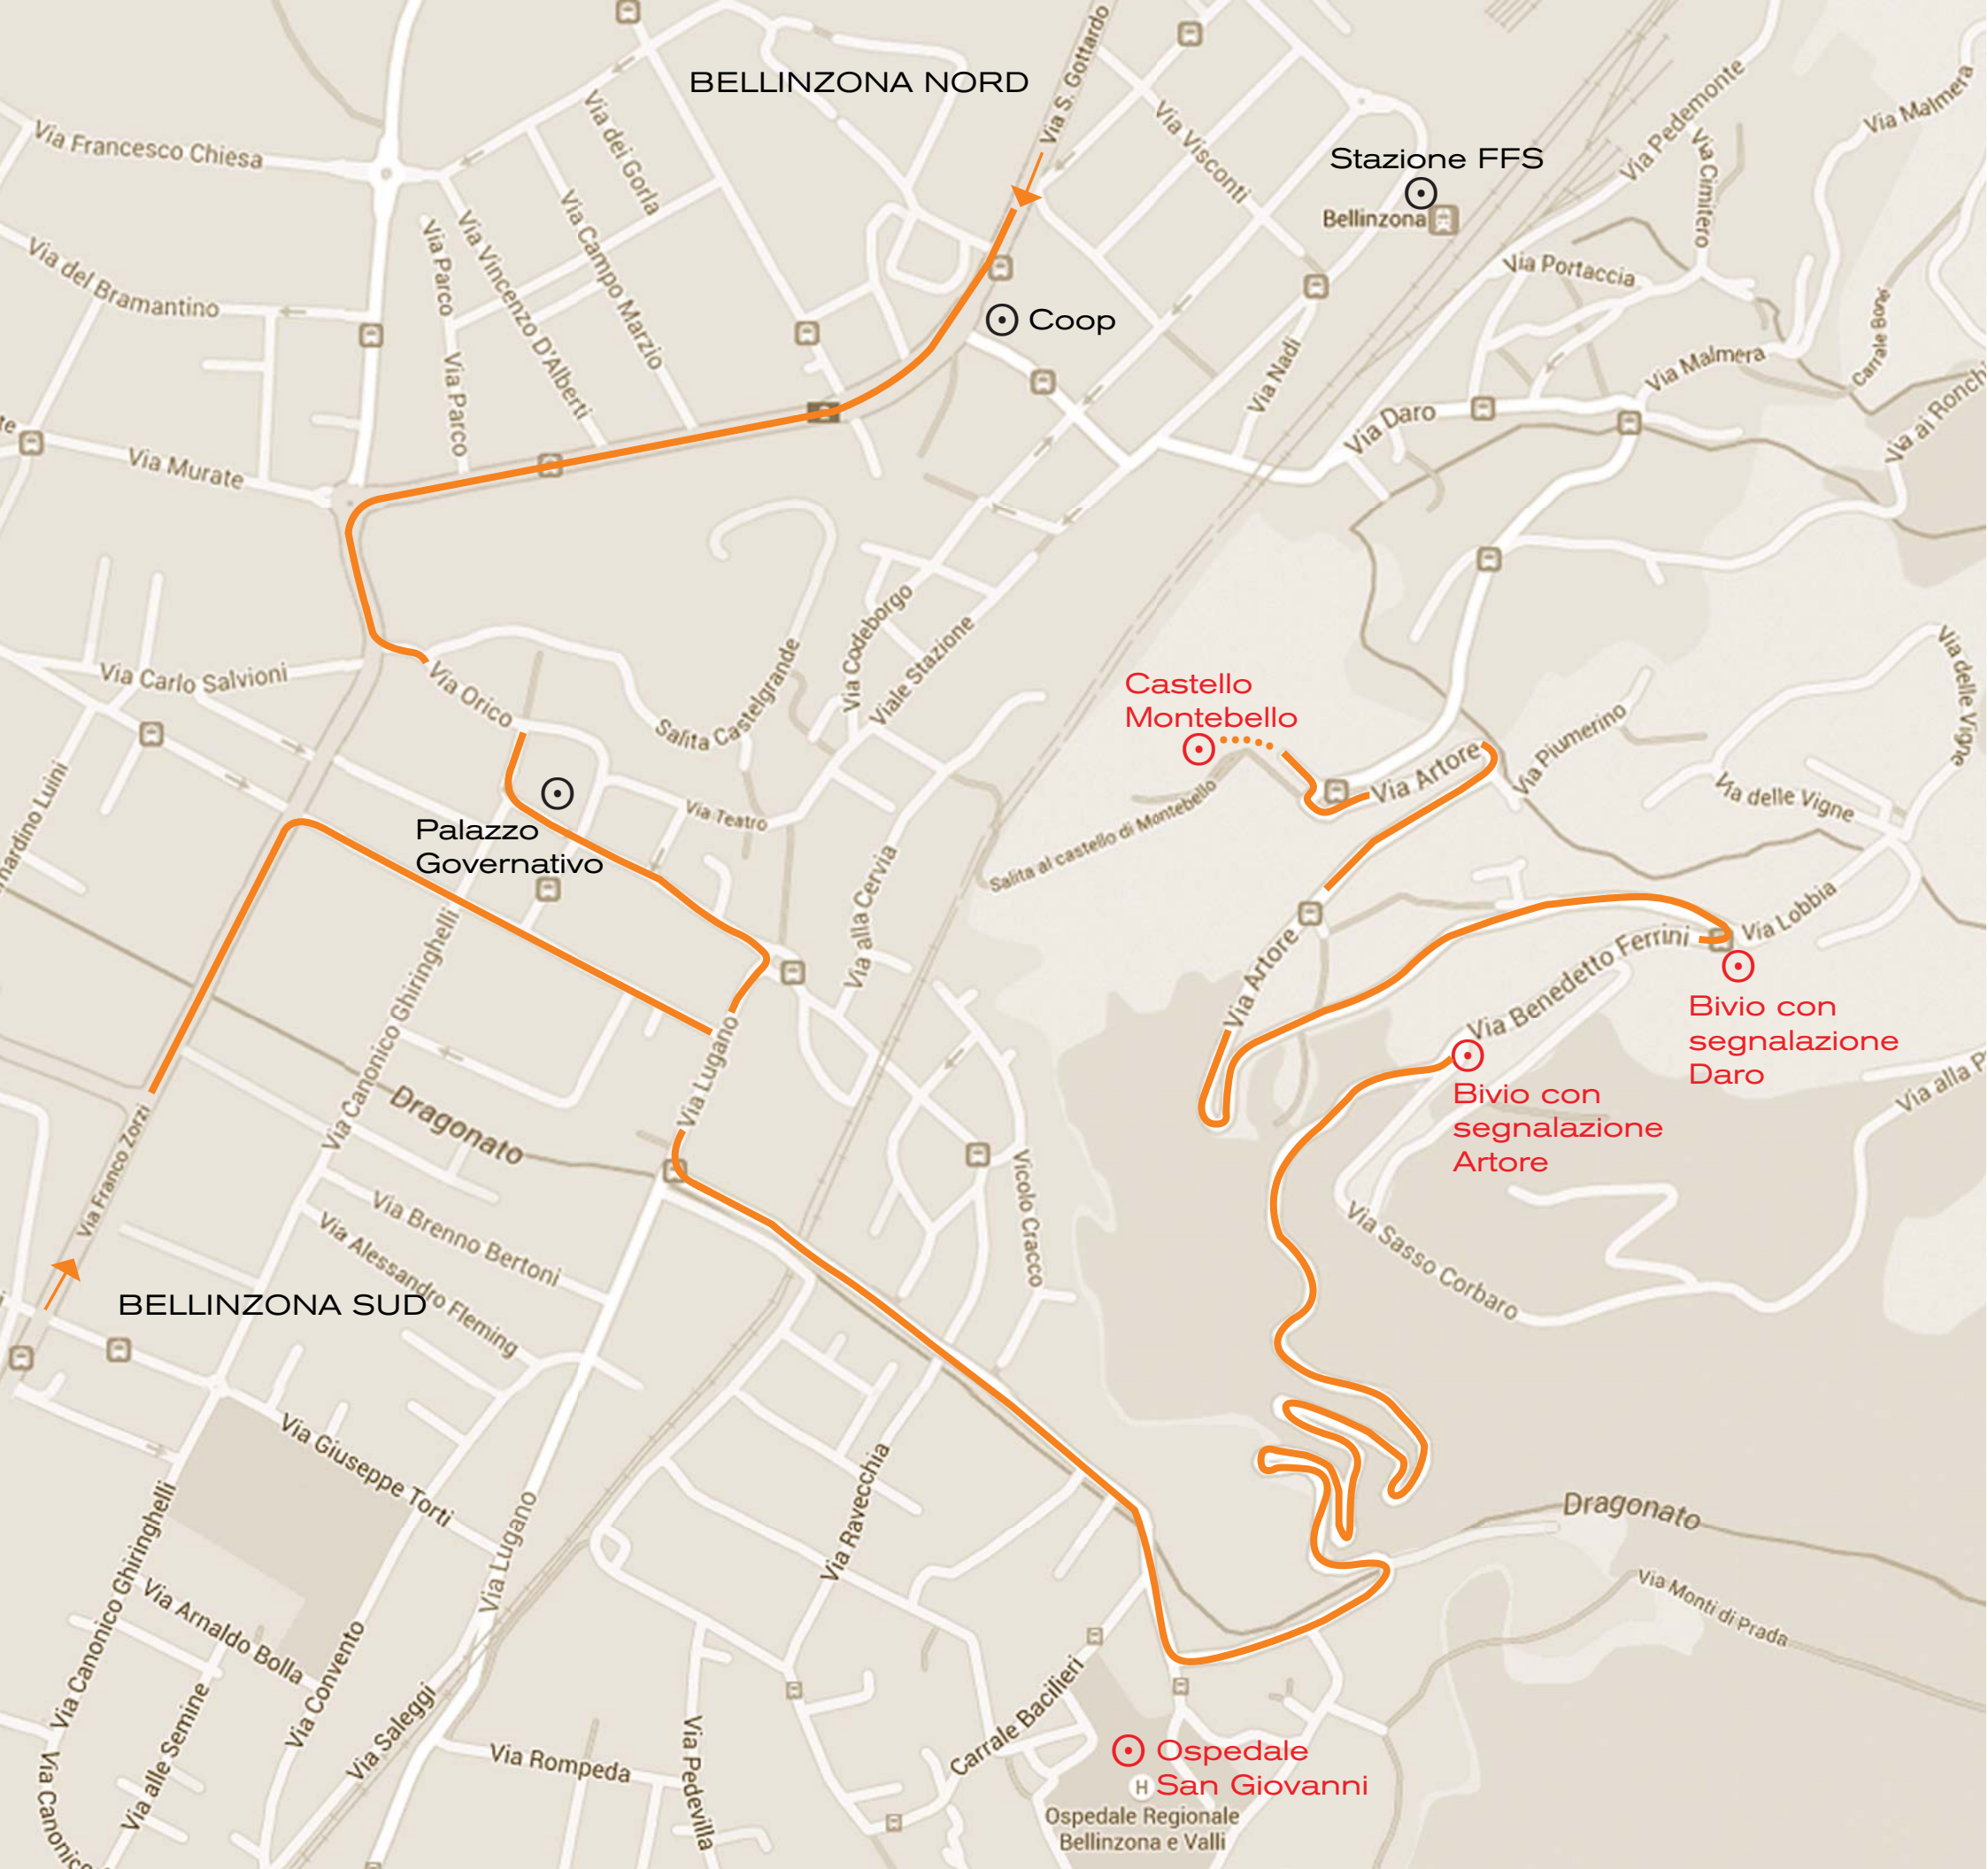 BELLINZONA NORD
Via S. Gottardo
Via Francesco Chiesa
Via dei Gorla
Via Visconti
Stazione FFS
Bellinzona
Via Pedemonte
Via Malmera
Via Cimitero
Via del Bramantino
Via Parco
Via Vincenzo D'Alberti
Via Campo Marzio
Via Portaccia
Coop
Via Parco
Via Nadi
Via Malmera
Carrale Bonè
Via Daro
Via ai Ronchi
te
Via Murate
Via Carlo Salvioni
Via Orico
Salita Castelgrande
Via Codeborgo
Viale Stazione
Castello
Montebello
Via Artore
Via Piumerino
Via delle Vigne
Via delle Vigne
Salita al castello di Montebello
rnardino Luini
Palazzo
Governativo
Via Teatro
Via alla Cervia
Via Artore
Via Lobbia
Via Benedetto Ferrini
Bivio con
segnalazione
Daro
Bivio con
segnalazione
Artore
Via alla P
Via Canonico Ghiringhelli
Via Lugano
Dragonato
Via Franco Zorzi
Via Brenno Bertoni
Via Alessandro Fleming
Vicolo Cracco
Via Sasso Corbaro
BELLINZONA SUD
Via Giuseppe Torti
Via Canonico Ghiringhelli
Via Lugano
Via Ravecchia
Dragonato
Via Monti di Prada
Via Arnaldo Bolla
Via Convento
Via alle Semine
Via Saleggi
Via Canonico
Via Rompeda
Via Pedevilla
Carrale Bacilieri
Ospedale
San Giovanni
H
Ospedale Regionale
Bellinzona e Valli